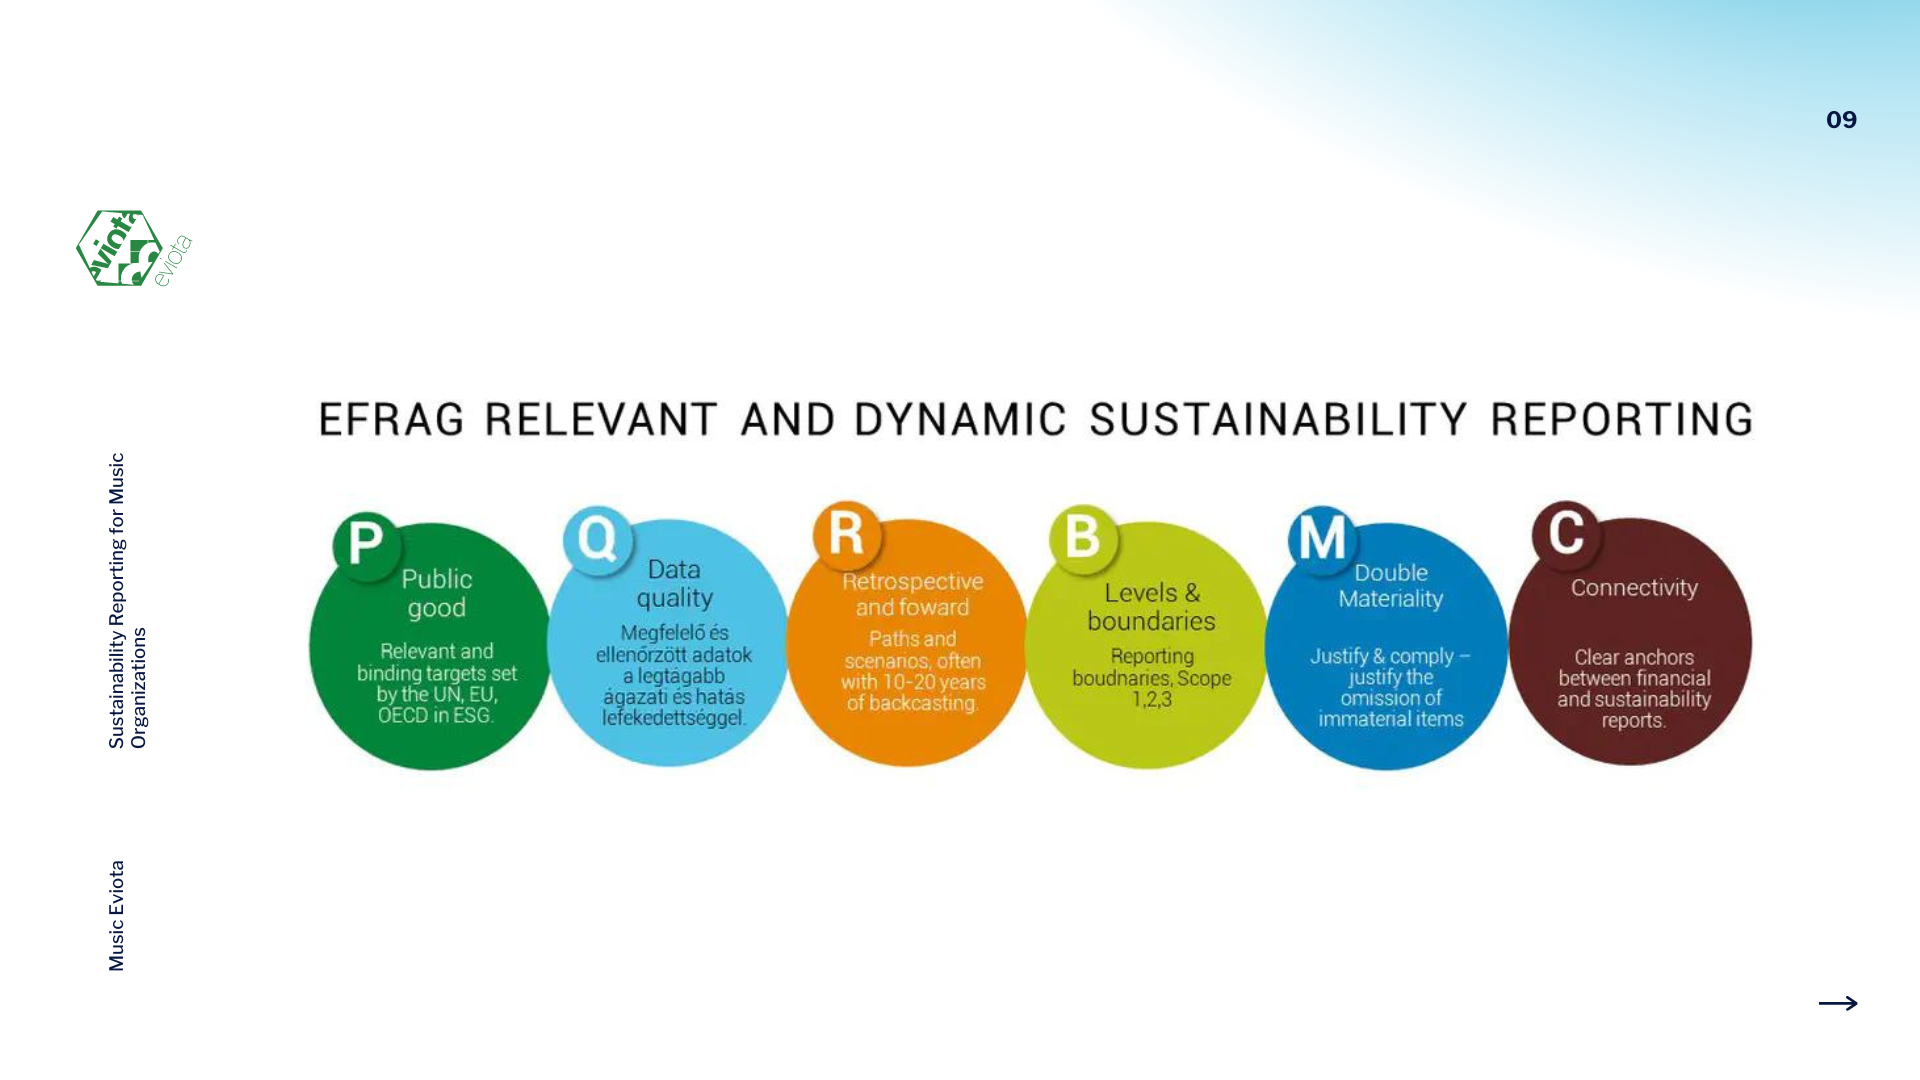 09
eviota
eviota
EFRAG RELEVANT AND DYNAMIC SUSTAINABILITY REPORTING
P
Public
good
Relevant and
binding targets set
by the UN, EU,
OECD in ESG.
Q
Data
quality
Megfelelő és
ellenőrzött adatok
a legtágabb
ágazati és hatás
lefekedettséggel.
R
Retrospective
and foward
Paths and
scenarios, often
with 10-20 years
of backcasting.
B
Levels &
boundaries
Reporting
boudnaries, Scope
1,2,3
M
Double
Materiality
Justify & comply –
justify the
omission of
immaterial items
C
Connectivity
Clear anchors
between financial
and sustainability
reports.
Sustainability Reporting for Music
Organizations
Music Eviota